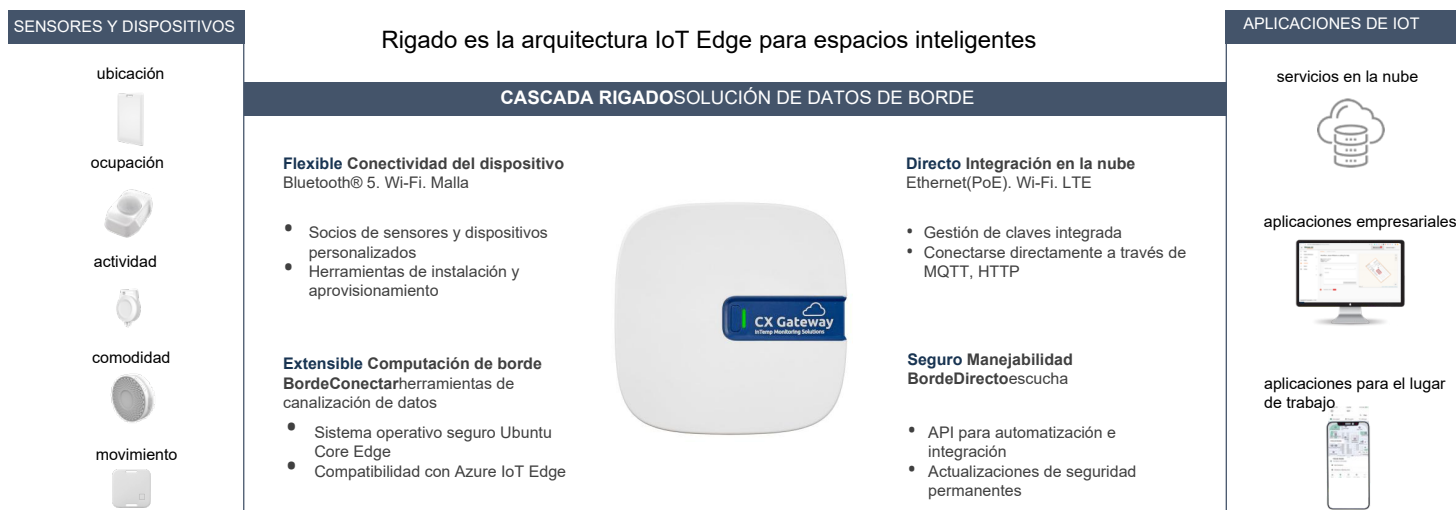 SENSORES Y DISPOSITIVOS
ubicación
ocupación
actividad
comodidad
movimiento
Rigado es la arquitectura IoT Edge para espacios inteligentes
CASCADA RIGADOSOLUCIÓN DE DATOS DE BORDE
Flexible Conectividad del dispositivo
Bluetooth® 5. Wi-Fi. Malla
• Socios de sensores y dispositivos
personalizados
• Herramientas de instalación y
aprovisionamiento
Extensible Computación de borde
BordeConectarherramientas de
canalización de datos
• Sistema operativo seguro Ubuntu
Core Edge
• Compatibilidad con Azure IoT Edge
CX Gateway
InTemp Monitoring Solutions
Directo Integración en la nube
Ethernet(PoE). Wi-Fi. LTE
• Gestión de claves integrada
• Conectarse directamente a través de
MQTT, HTTP
Seguro Manejabilidad
BordeDirectoescucha
• API para automatización e
integración
• Actualizaciones de seguridad
permanentes
APLICACIONES DE IOT
servicios en la nube
aplicaciones empresariales
aplicaciones para el lugar
de trabajo